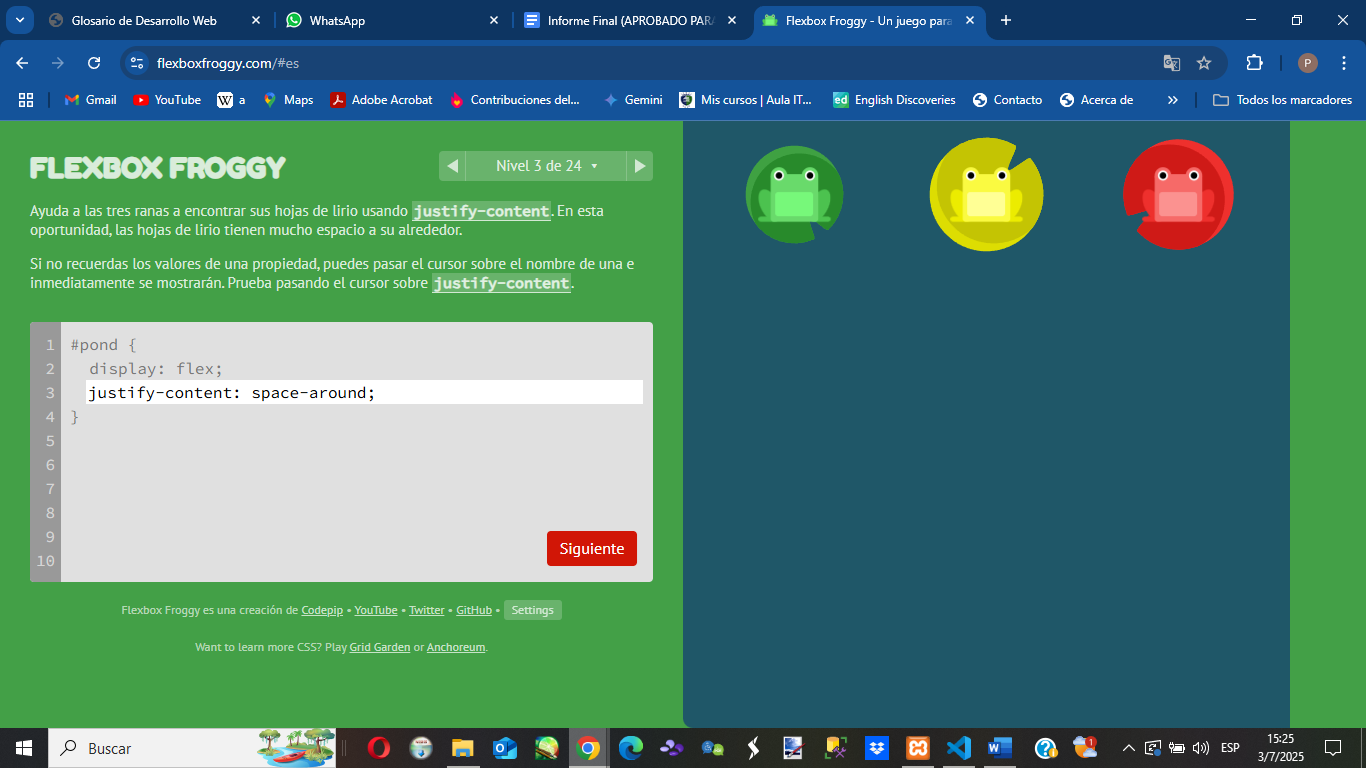 Glosario de Desarrollo Web
WhatsApp
Informe Final (APROBADO PARA
Flexbox Froggy - Un juego para
flexboxfroggy.com/#es
P
Gmail
YouTube
W a
Maps
Adobe Acrobat
Contribuciones del...
Gemini
Mis cursos | Aula IT...
ed English Discoveries
Contacto
Acerca de
»
Todos los marcadores
FLEXBOX FROGGY
Nivel 3 de 24
Ayuda a las tres ranas a encontrar sus hojas de lirio usando justify-content. En esta
oportunidad, las hojas de lirio tienen mucho espacio a su alrededor.
Si no recuerdas los valores de una propiedad, puedes pasar el cursor sobre el nombre de una e
inmediatamente se mostrarán. Prueba pasando el cursor sobre justify-content.
1 #pond {
2 display: flex;
3 justify-content: space-around;
4 }
5
6
7
8
9
10
Siguiente
Flexbox Froggy es una creación de Codepip • YouTube • Twitter • GitHub • Settings
Want to learn more CSS? Play Grid Garden or Anchoreum.
Buscar
1
ESP
15:25
3/7/2025